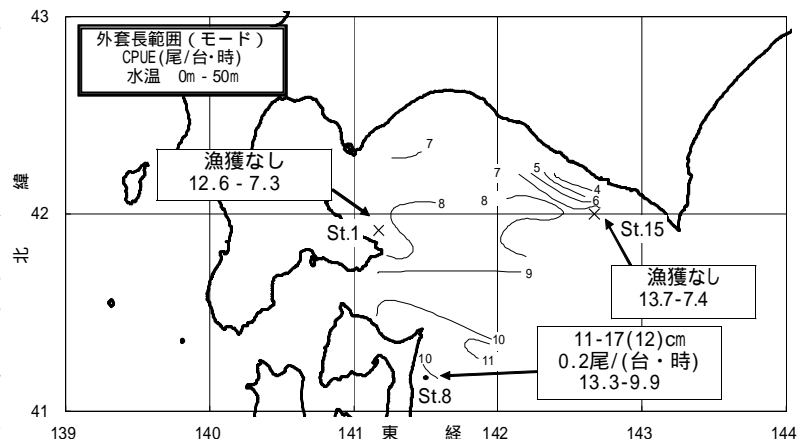 43
外套長範囲(モード)
CPUE(尾/台・時)
水温 0m - 50m
漁獲なし
12.6 - 7.3
7
7
5
4
6
8
8
緯
42
北
St.1
St.15
9
漁獲なし
13.7-7.4
10
11
11-17(12)cm
0.2尾/(台・時)
13.3-9.9
10
St.8
41
139
140
141
東
経
142
143
144